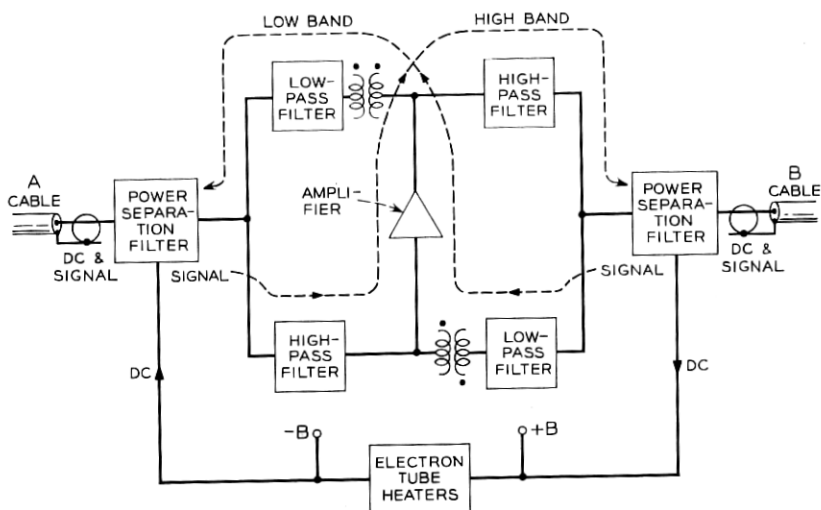 LOW BAND
HIGH BAND
LOW-
PASS
FILTER
HIGH-
PASS
FILTER
A
CABLE
POWER
SEPARA-
TION
FILTER
AMPLI-
FIER
POWER
SEPARA-
TION
FILTER
B
CABLE
DC &
SIGNAL
SIGNAL
SIGNAL
DC &
SIGNAL
HIGH-
PASS
FILTER
LOW-
PASS
FILTER
DC
DC
-B
+B
ELECTRON
TUBE
HEATERS